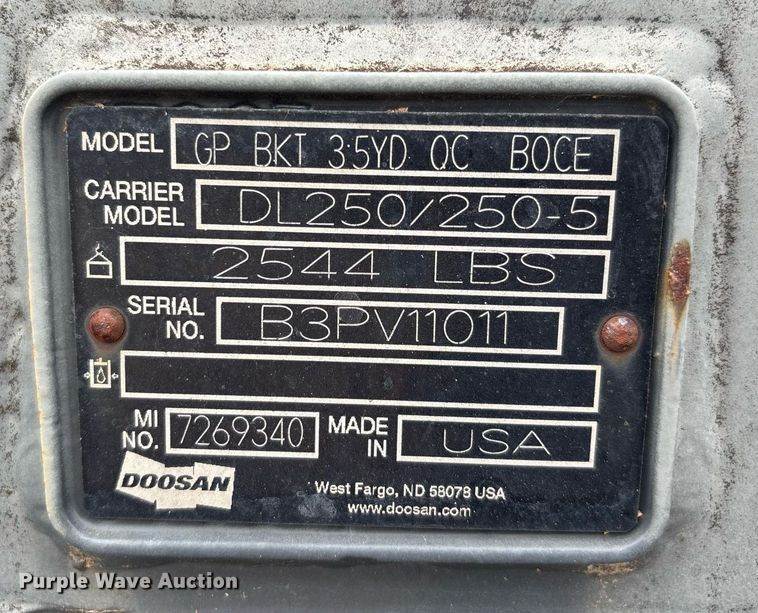 MODEL GP BKT 3.5YD QC BOCE
CARRIER MODEL DL250/250-5
2544 LBS
SERIAL NO. B3PV11011
MI NO. 7269340 MADE IN USA
DOOSAN
West Fargo, ND 58078 USA
www.doosan.com
Purple Wave Auction